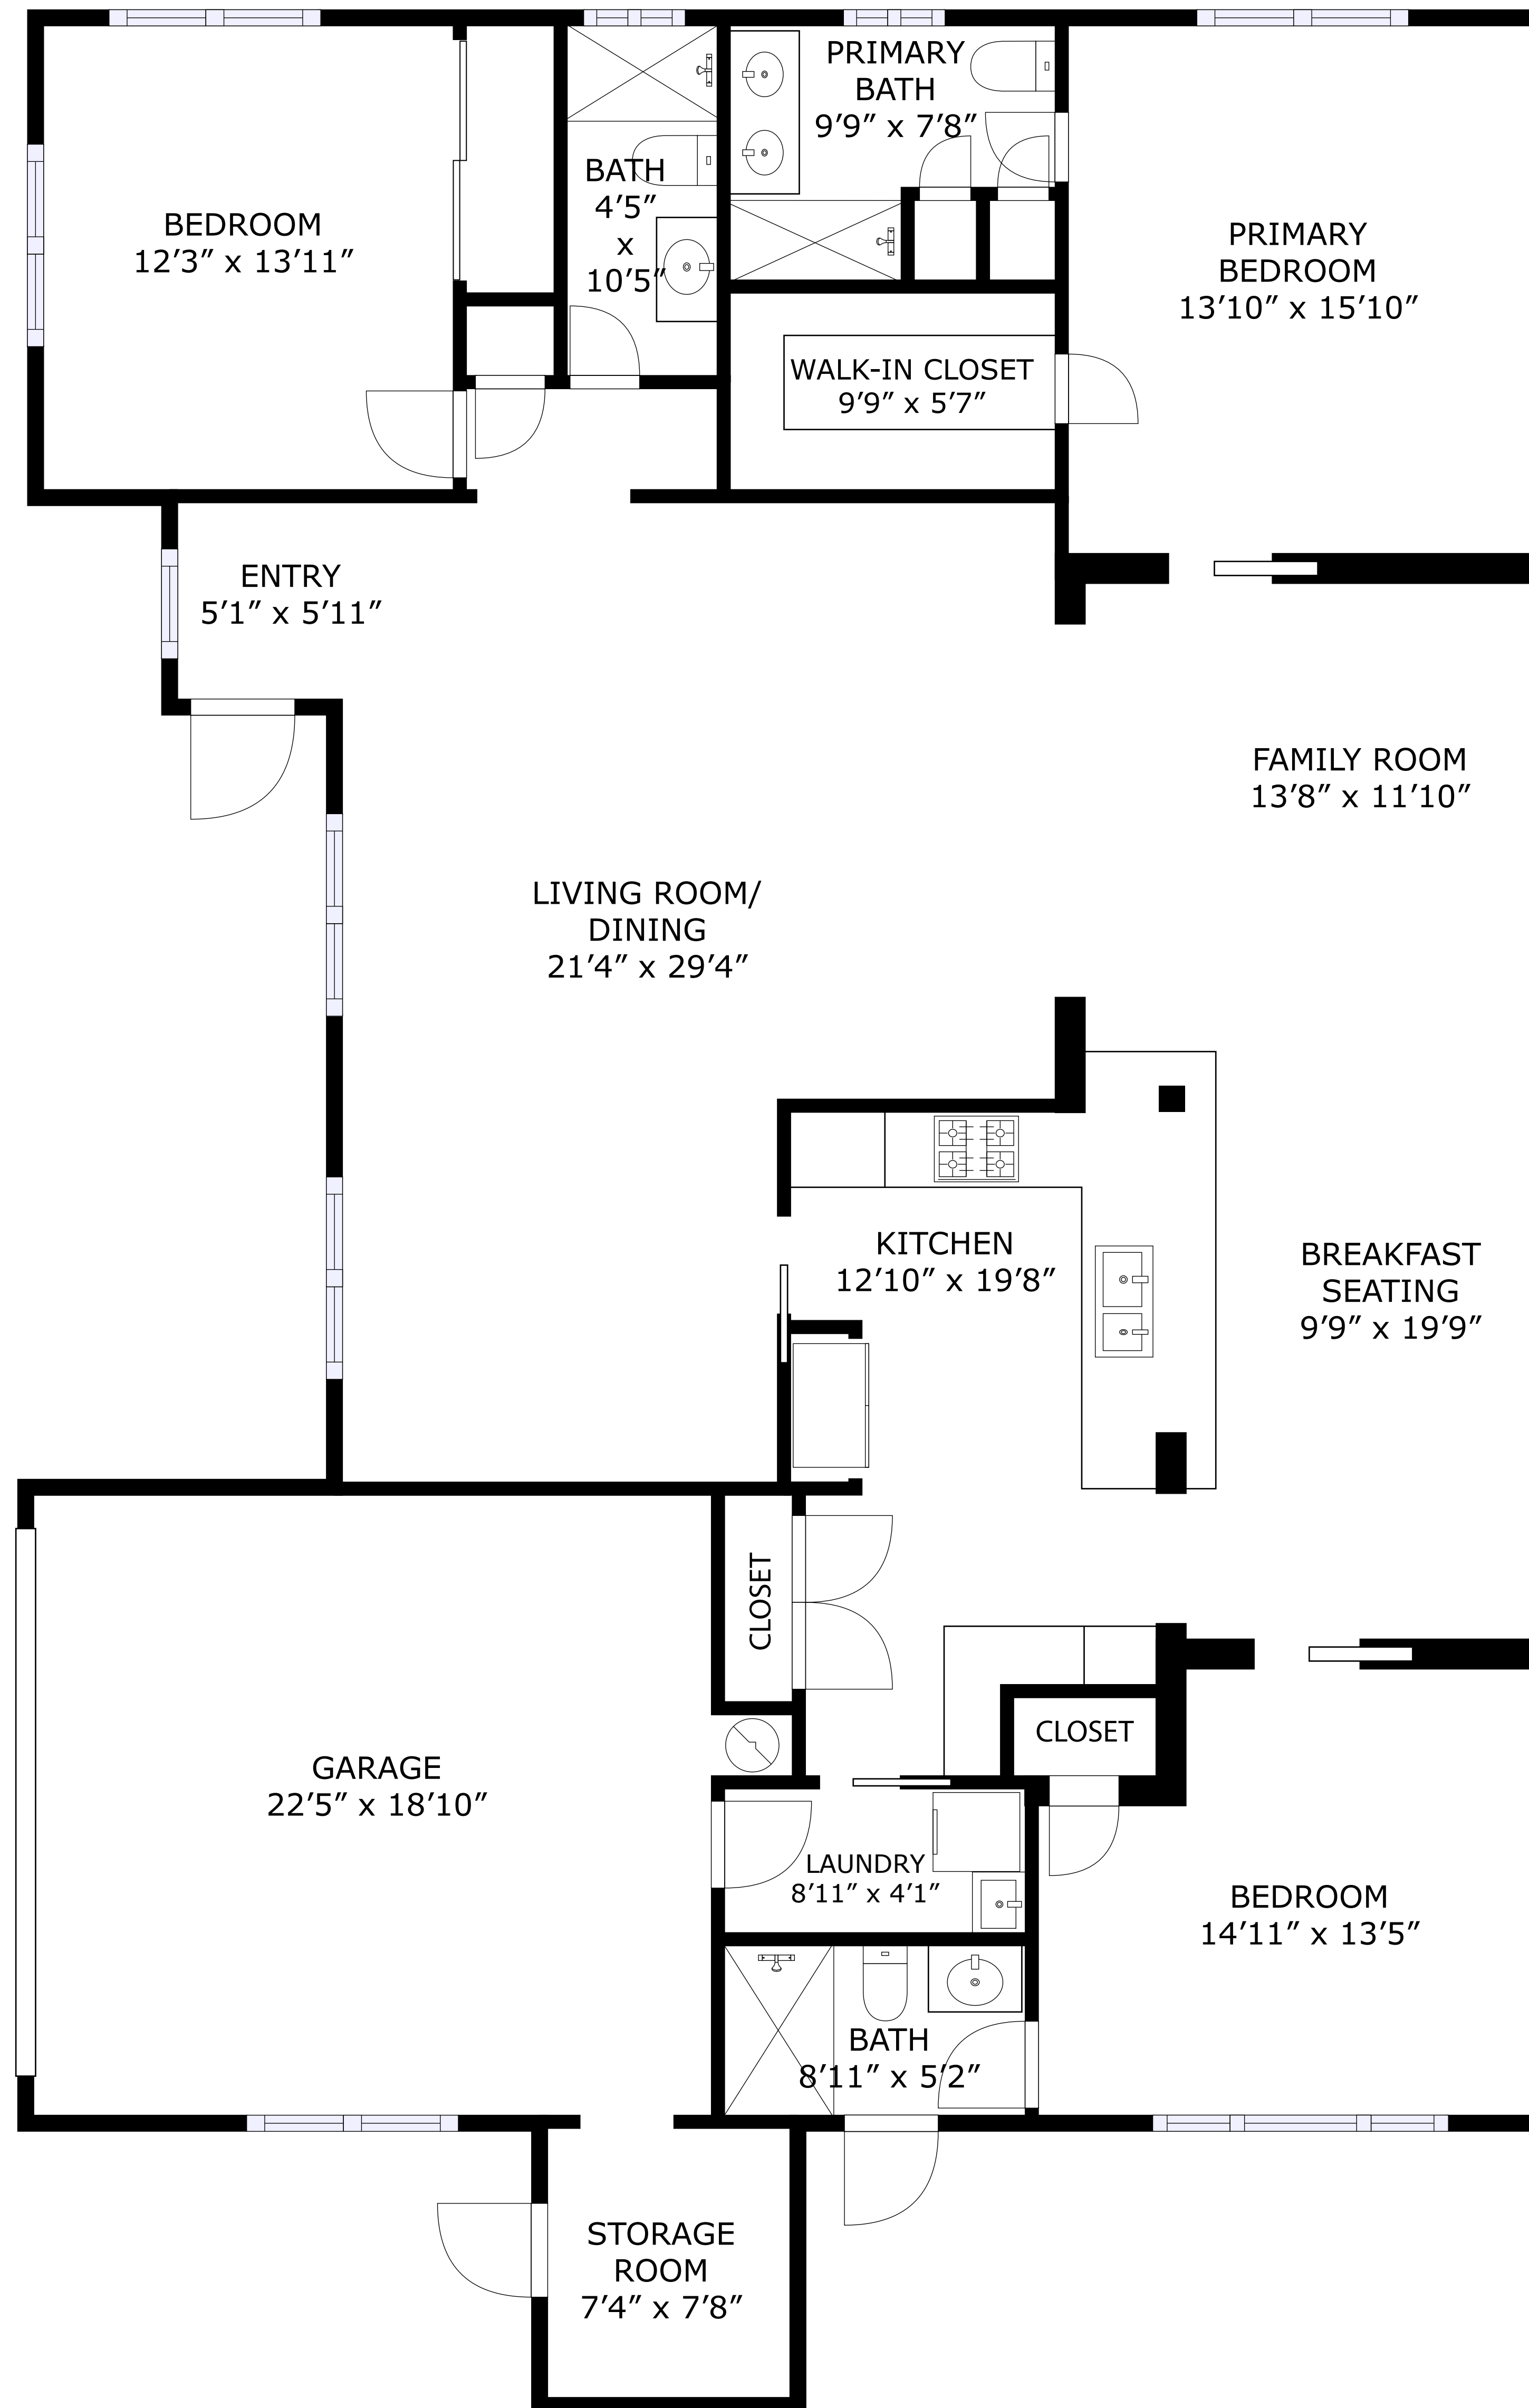 PRIMARY
BATH
9’9” x 7’8”
BATH
4’5”
x
10’5”
BEDROOM
12’3” x 13’11”
PRIMARY
BEDROOM
13’10” x 15’10”
WALK-IN CLOSET
9’9” x 5’7”
ENTRY
5’1” x 5’11”
FAMILY ROOM
13’8” x 11’10”
LIVING ROOM/
DINING
21’4” x 29’4”
KITCHEN
12’10” x 19’8”
BREAKFAST
SEATING
9’9” x 19’9”
CLOSET
CLOSET
GARAGE
22’5” x 18’10”
LAUNDRY
8’11” x 4’1”
BEDROOM
14’11” x 13’5”
BATH
8’11” x 5’2”
STORAGE
ROOM
7’4” x 7’8”